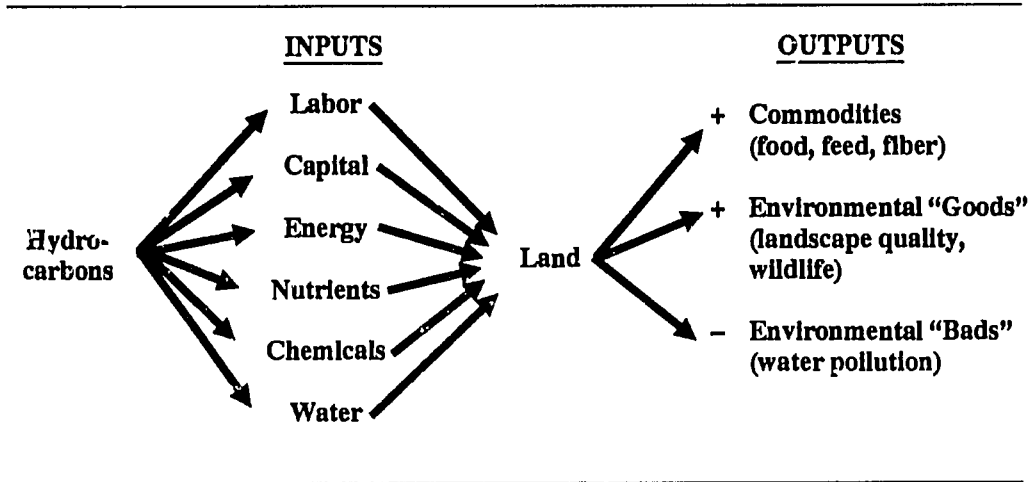 INPUTS
OUTPUTS
Labor
Capital
Energy
Nutrients
Chemicals
Water
Hydro-
carbons
Land
+ Commodities
(food, feed, fiber)
+ Environmental “Goods”
(landscape quality,
wildlife)
– Environmental “Bads”
(water pollution)